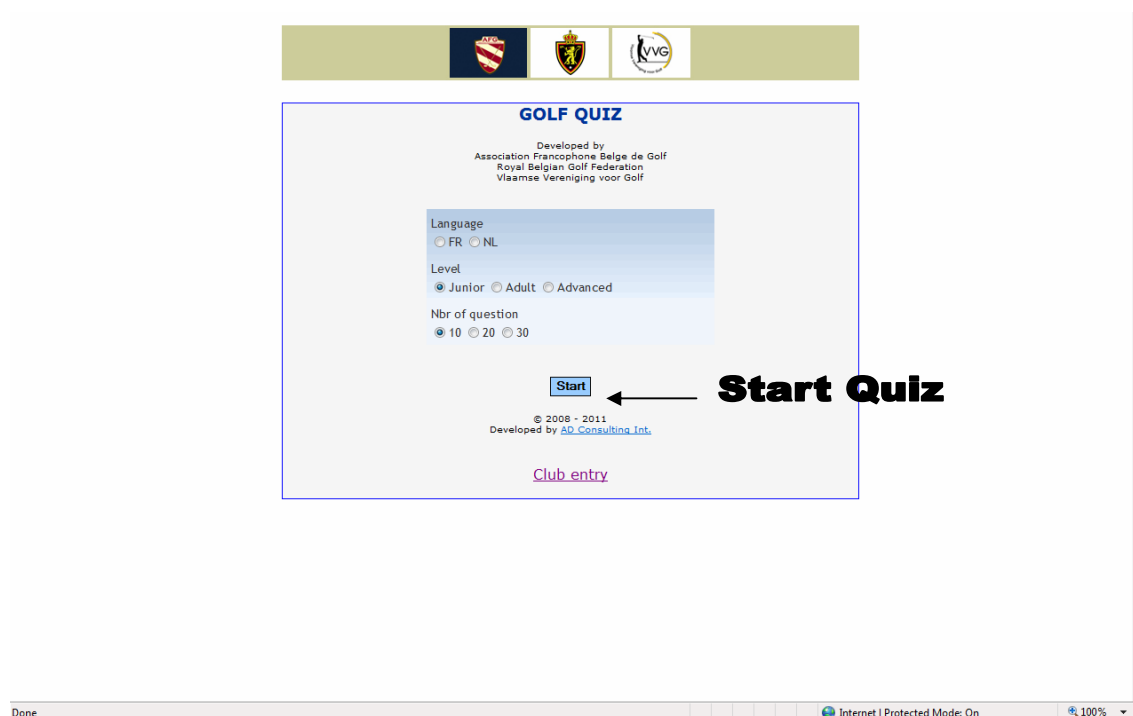 AFG
VVG
GOLF QUIZ
Developed by
Association Francophone Belge de Golf
Royal Belgian Golf Federation
Vlaamse Vereniging voor Golf
Language
FR NL
Level
Junior Adult Advanced
Nbr of question
10 20 30
Start
Start Quiz
© 2008 - 2011
Developed by AD Consulting Int.
Club entry
Done
Internet | Protected Mode: On
100%